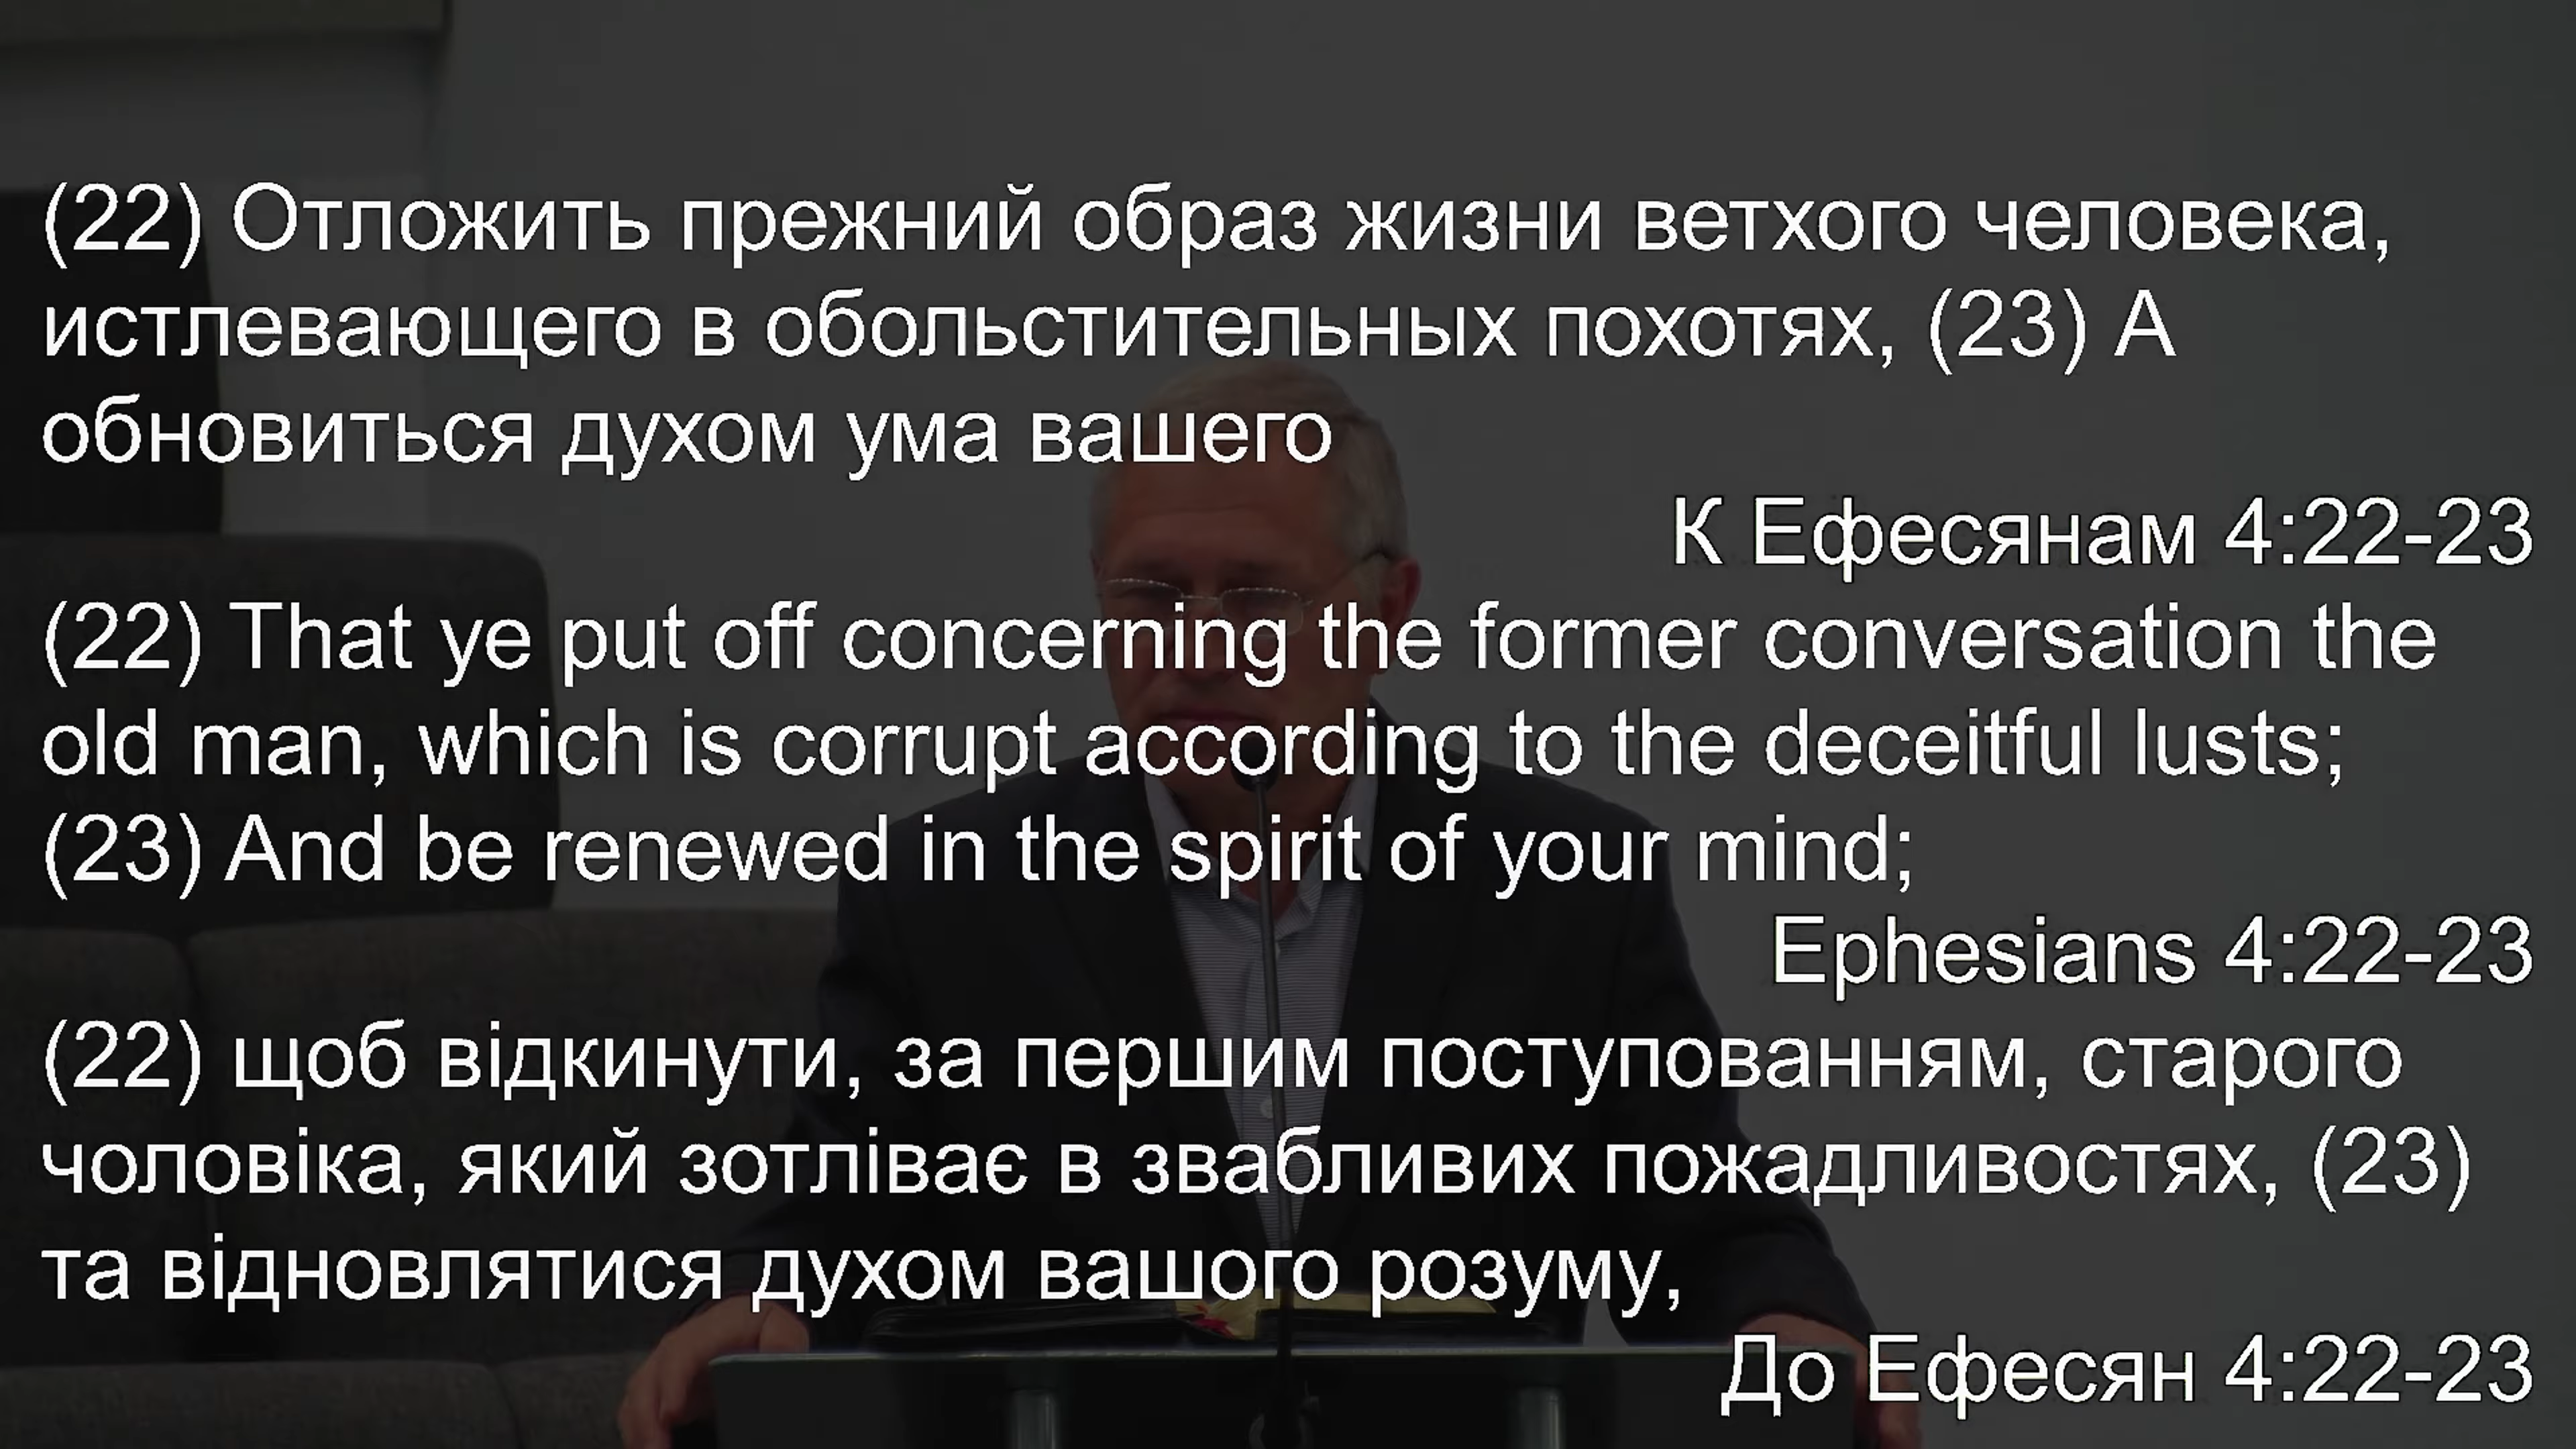 (22) Отложить прежний образ жизни ветхого человека,
истлевающего в обольстительных похотях, (23) А
обновиться духом ума вашего
К Ефесянам 4:22-23
(22) That ye put off concerning the former conversation the
old man, which is corrupt according to the deceitful lusts;
(23) And be renewed in the spirit of your mind;
Ephesians 4:22-23
(22) щоб відкинути, за першим поступованням, старого
чоловіка, який зотліває в звабливих пожадливостях, (23)
та відновлятися духом вашого розуму,
До Ефесян 4:22-23